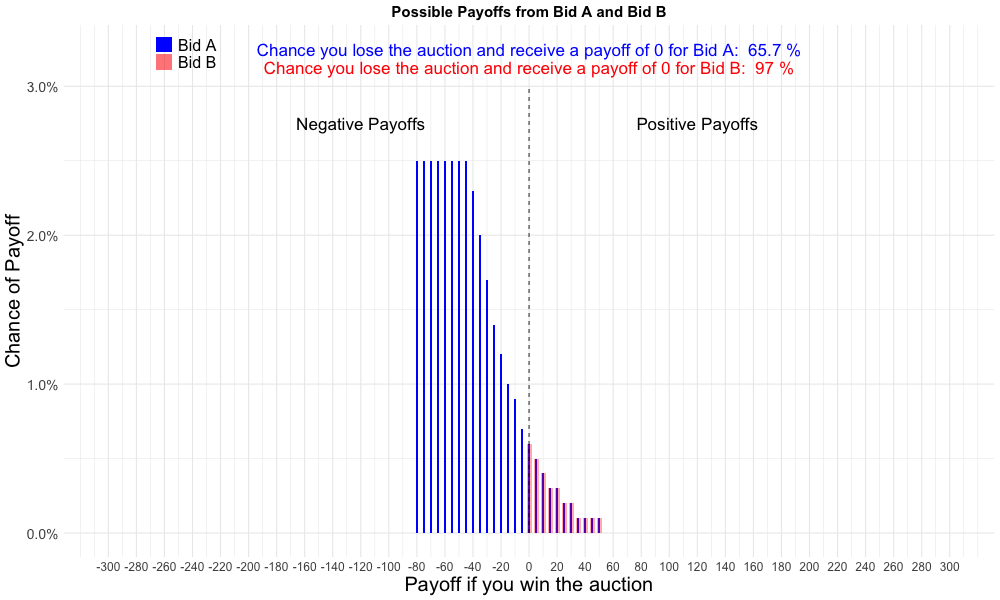 Possible Payoffs from Bid A and Bid B
Bid A
Bid B
Chance you lose the auction and receive a payoff of 0 for Bid A:  65.7 %
Chance you lose the auction and receive a payoff of 0 for Bid B:  97 %
Negative Payoffs
Positive Payoffs
Chance of Payoff
3.0%
2.0%
1.0%
0.0%
-300 -280 -260 -240 -220 -200 -180 -160 -140 -120 -100 -80 -60 -40 -20 0 20 40 60 80 100 120 140 160 180 200 220 240 260 280 300
Payoff if you win the auction